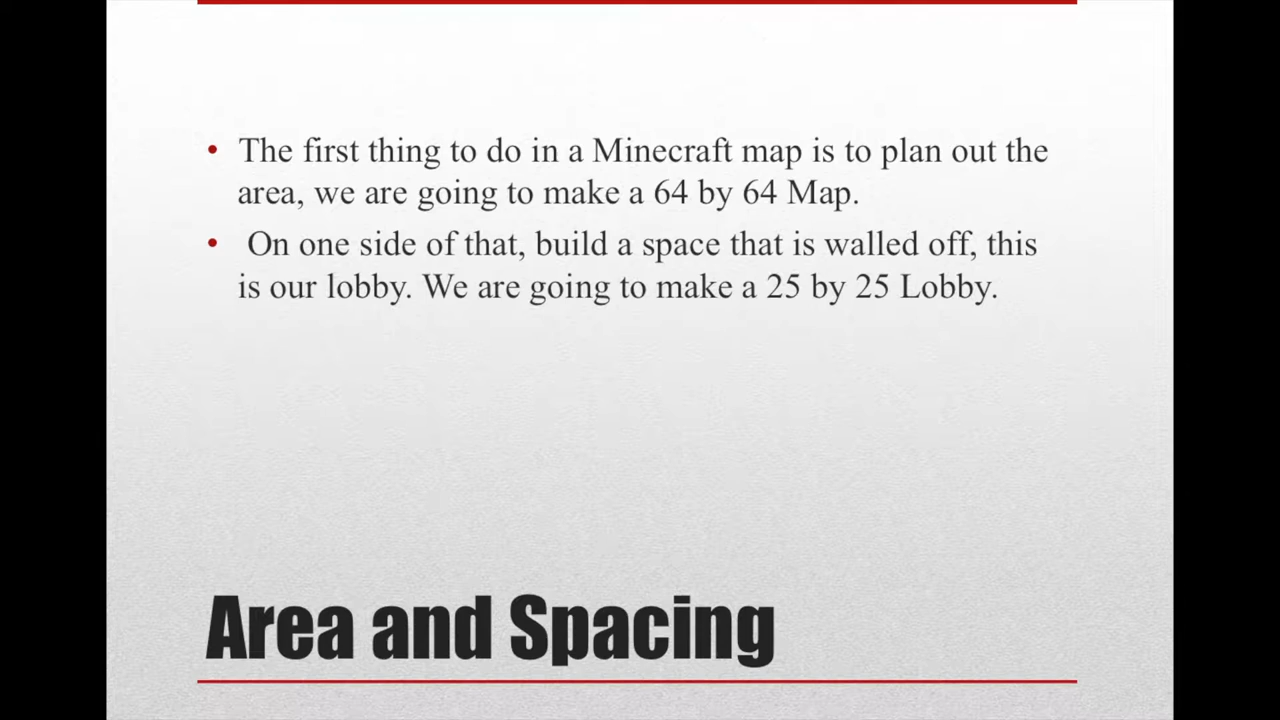 • The first thing to do in a Minecraft map is to plan out the
area, we are going to make a 64 by 64 Map.
• On one side of that, build a space that is walled off, this
is our lobby. We are going to make a 25 by 25 Lobby.
Area and Spacing